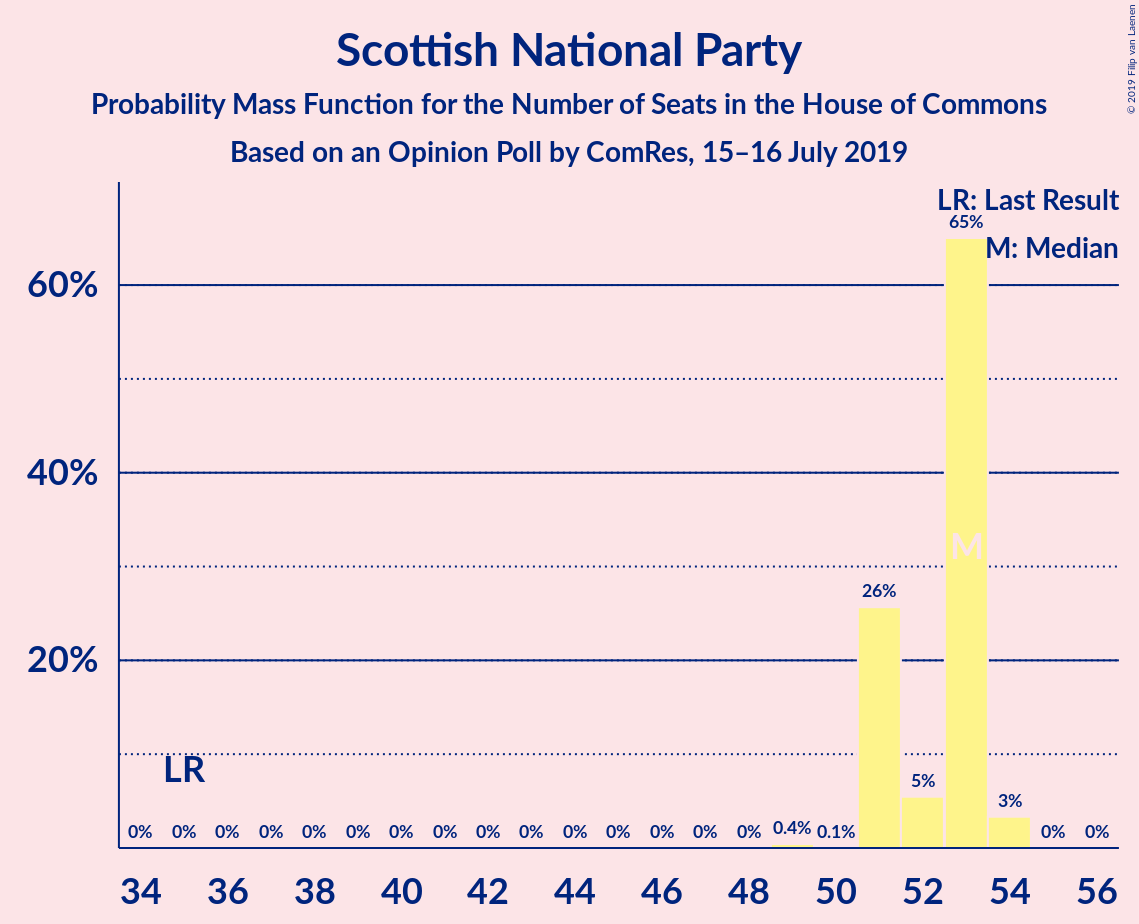 Scottish National Party
Probability Mass Function for the Number of Seats in the House of Commons
Based on an Opinion Poll by ComRes, 15–16 July 2019
© 2019 Filip van Laenen
LR: Last Result
M: Median
65%
60%
40%
M
26%
20%
LR
5%
3%
0% 0% 0% 0% 0% 0% 0% 0% 0% 0% 0% 0% 0% 0% 0% 0.4% 0.1% 0% 0%
34 36 38 40 42 44 46 48 50 52 54 56